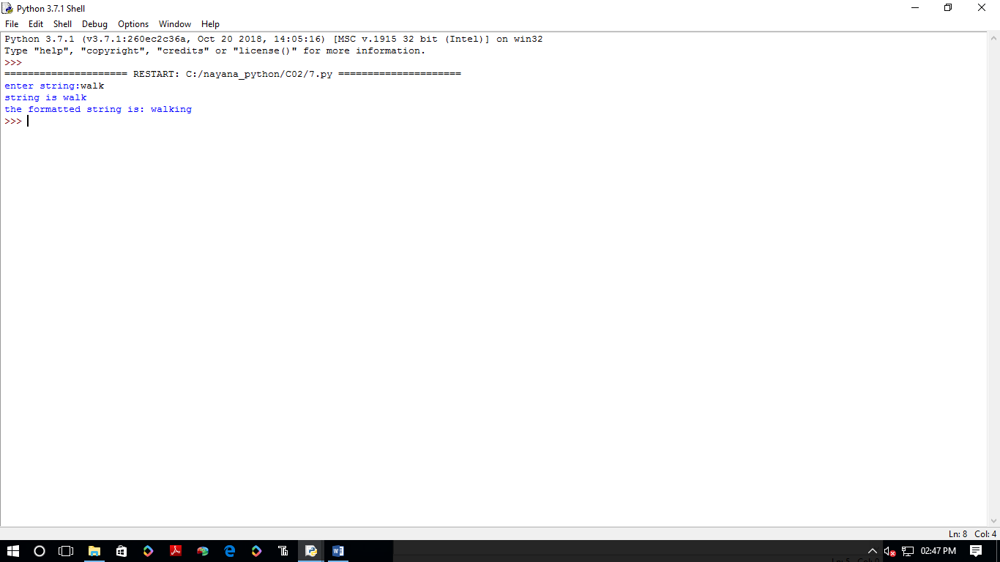 Python 3.7.1 Shell
File Edit Shell Debug Options Window Help
Python 3.7.1 (v3.7.1:260ec2c36a, Oct 20 2018, 14:05:16) [MSC v.1915 32 bit (Intel)] on win32
Type "help", "copyright", "credits" or "license()" for more information.
>>>
===================== RESTART: C:/nayana_python/C02/7.py =====================
enter string:walk
string is walk
the formatted string is: walking
>>>
Ln: 8 Col: 4
02:47 PM